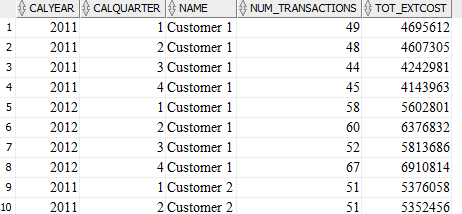 CALYEAR CALQUARTER NAME NUM_TRANSACTIONS TOT_EXTCOST
1 2011 1 Customer 1 49 4695612
2 2011 2 Customer 1 48 4607305
3 2011 3 Customer 1 44 4242981
4 2011 4 Customer 1 45 4143963
5 2012 1 Customer 1 58 5602801
6 2012 2 Customer 1 60 6376832
7 2012 3 Customer 1 52 5813686
8 2012 4 Customer 1 67 6910814
9 2011 1 Customer 2 51 5376058
10 2011 2 Customer 2 51 5352456